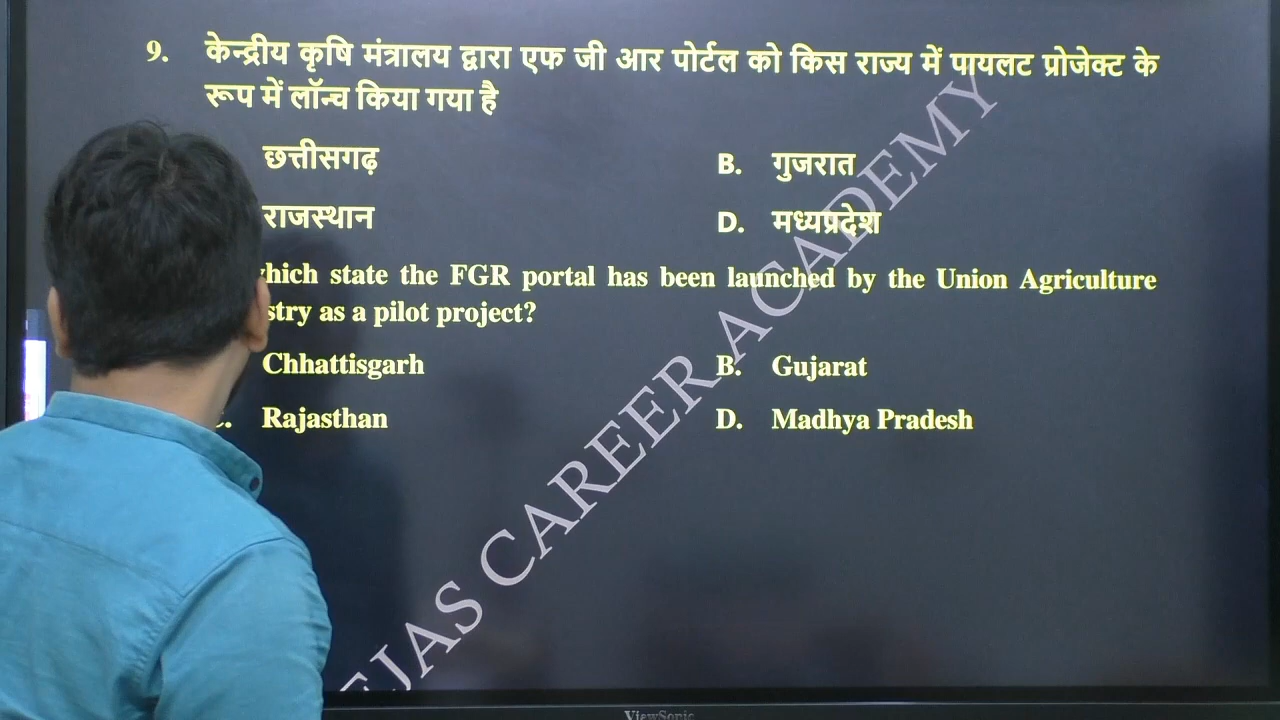 9. केन्द्रीय कृषि मंत्रालय द्वारा एफ जी आर पोर्टल को किस राज्य में पायलट प्रोजेक्ट के
रूप में लॉन्च किया गया है
छत्तीसगढ़ B. गुजरात
राजस्थान D. मध्यप्रदेश
which state the FGR portal has been launched by the Union Agriculture
stry as a pilot project?
Chhattisgarh B. Gujarat
C. Rajasthan D. Madhya Pradesh
EJAS CAREER ACADEMY
ViewSonic